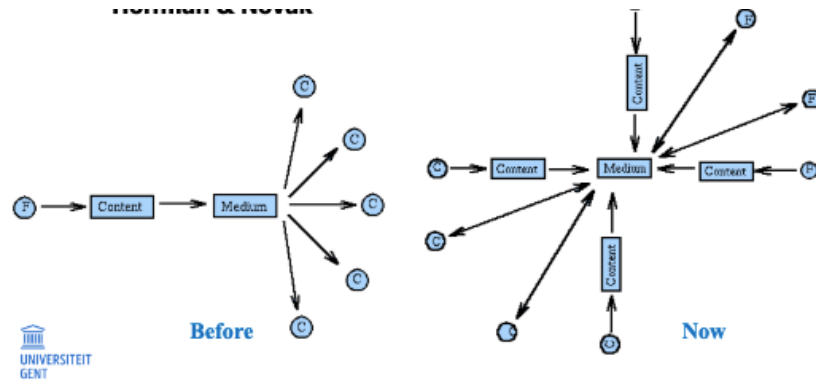 Hoffman & Novak
C
C
F
Content
Medium
C
C
C
Before
F
Content
F
C
Content
Medium
Content
F
C
Content
C
C
Now
UNIVERSITEIT
GENT